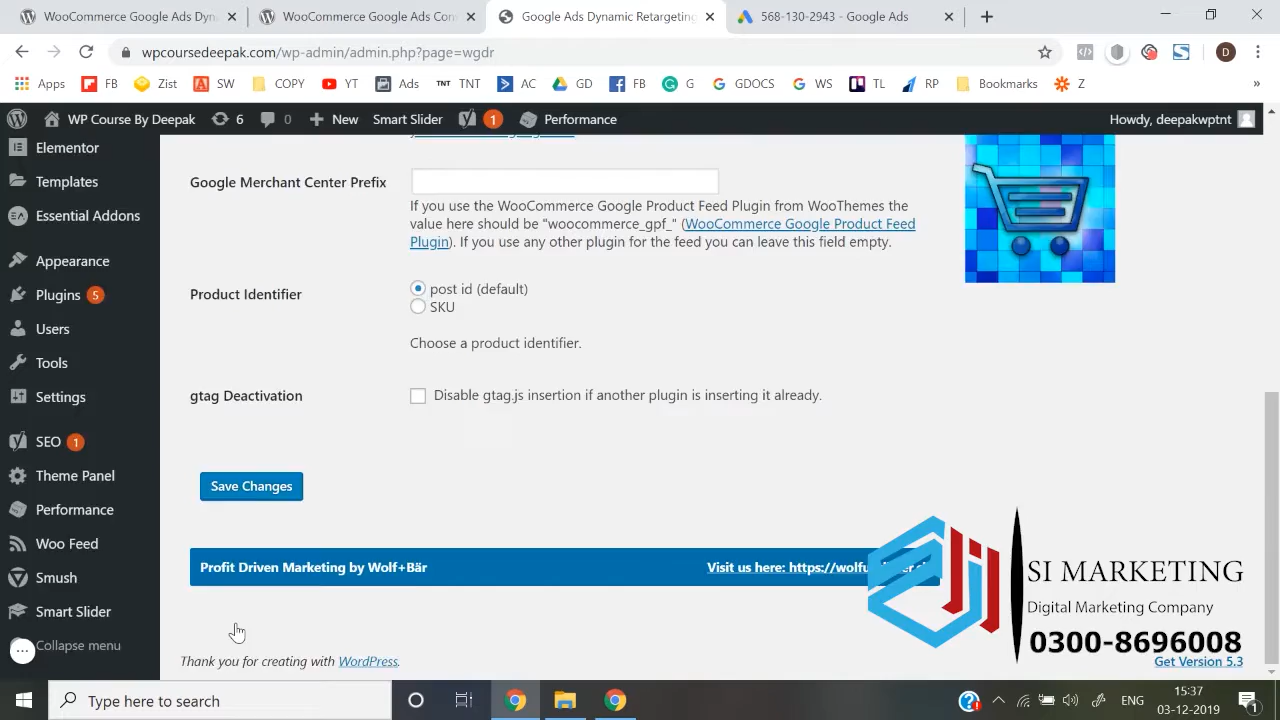 WooCommerce Google Ads Dyn
WooCommerce Google Ads Con
Google Ads Dynamic Retargeting
568-130-2943 - Google Ads
wpcoursedeepak.com/wp-admin/admin.php?page=wgdr
D
Apps
FB
Zist
SW
COPY
YT
Ads
TNT
TNT
AC
GD
FB
G
GDOCS
WS
TL
RP
Bookmarks
Z
WP Course By Deepak
6
0
New
Smart Slider
1
Performance
Howdy, deepakwptnt
Elementor
Templates
Essential Addons
Appearance
Plugins 5
Users
Tools
Settings
SEO 1
Theme Panel
Performance
Woo Feed
Smush
Smart Slider
Collapse menu
Google Merchant Center Prefix
If you use the WooCommerce Google Product Feed Plugin from WooThemes the
value here should be "woocommerce_gpf_" (WooCommerce Google Product Feed
Plugin). If you use any other plugin for the feed you can leave this field empty.
Product Identifier
post id (default)
SKU
Choose a product identifier.
gtag Deactivation
Disable gtag.js insertion if another plugin is inserting it already.
Save Changes
Profit Driven Marketing by Wolf+Bär
Visit us here:
SI MARKETING
Digital Marketing Company
0300-8696008
Thank you for creating with WordPress.
Get Version 5.3
Type here to search
ENG
15:37
03-12-2019
1